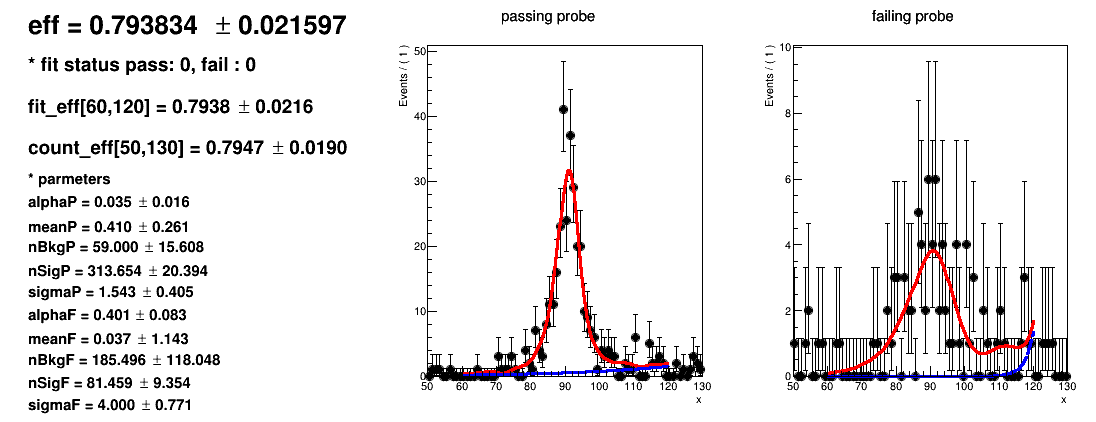 eff = 0.793834 ± 0.021597
* fit status pass: 0, fail : 0
fit_eff[60,120] = 0.7938 ± 0.0216
count_eff[50,130] = 0.7947 ± 0.0190
* parmeters
alphaP = 0.035 ± 0.016
meanP = 0.410 ± 0.261
nBkgP = 59.000 ± 15.608
nSigP = 313.654 ± 20.394
sigmaP = 1.543 ± 0.405
alphaF = 0.401 ± 0.083
meanF = 0.037 ± 1.143
nBkgF = 185.496 ± 118.048
nSigF = 81.459 ± 9.354
sigmaF = 4.000 ± 0.771
passing probe
Events / ( 1 )
50
40
30
20
10
0
50 60 70 80 90 100 110 120 130
x
failing probe
Events / ( 1 )
10
8
6
4
2
0
50 60 70 80 90 100 110 120 130
x